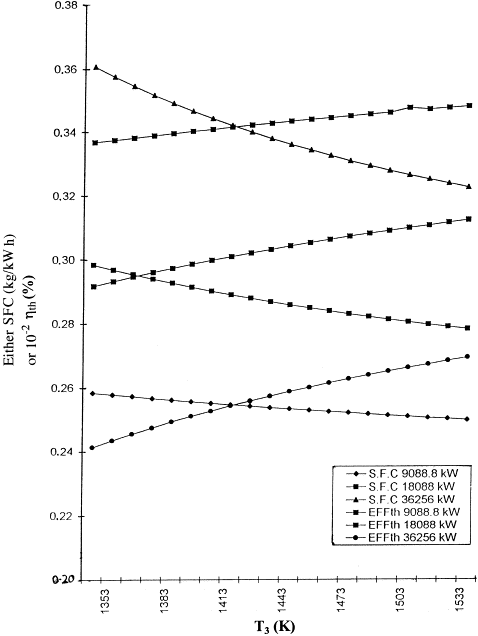 0,38
0,36
0,34
0,32
0,30
0,28
0,26
0,24
0,22
0,20
Either SFC (kg/kW h)
or 10⁻² ηth (%)
S.F.C 9088.8 kW
S.F.C 18088 kW
S.F.C 36256 kW
EFFth 9088.8 kW
EFFth 18088 kW
EFFth 36256 kW
1353
1383
1413
1443
1473
1503
1533
T₃ (K)